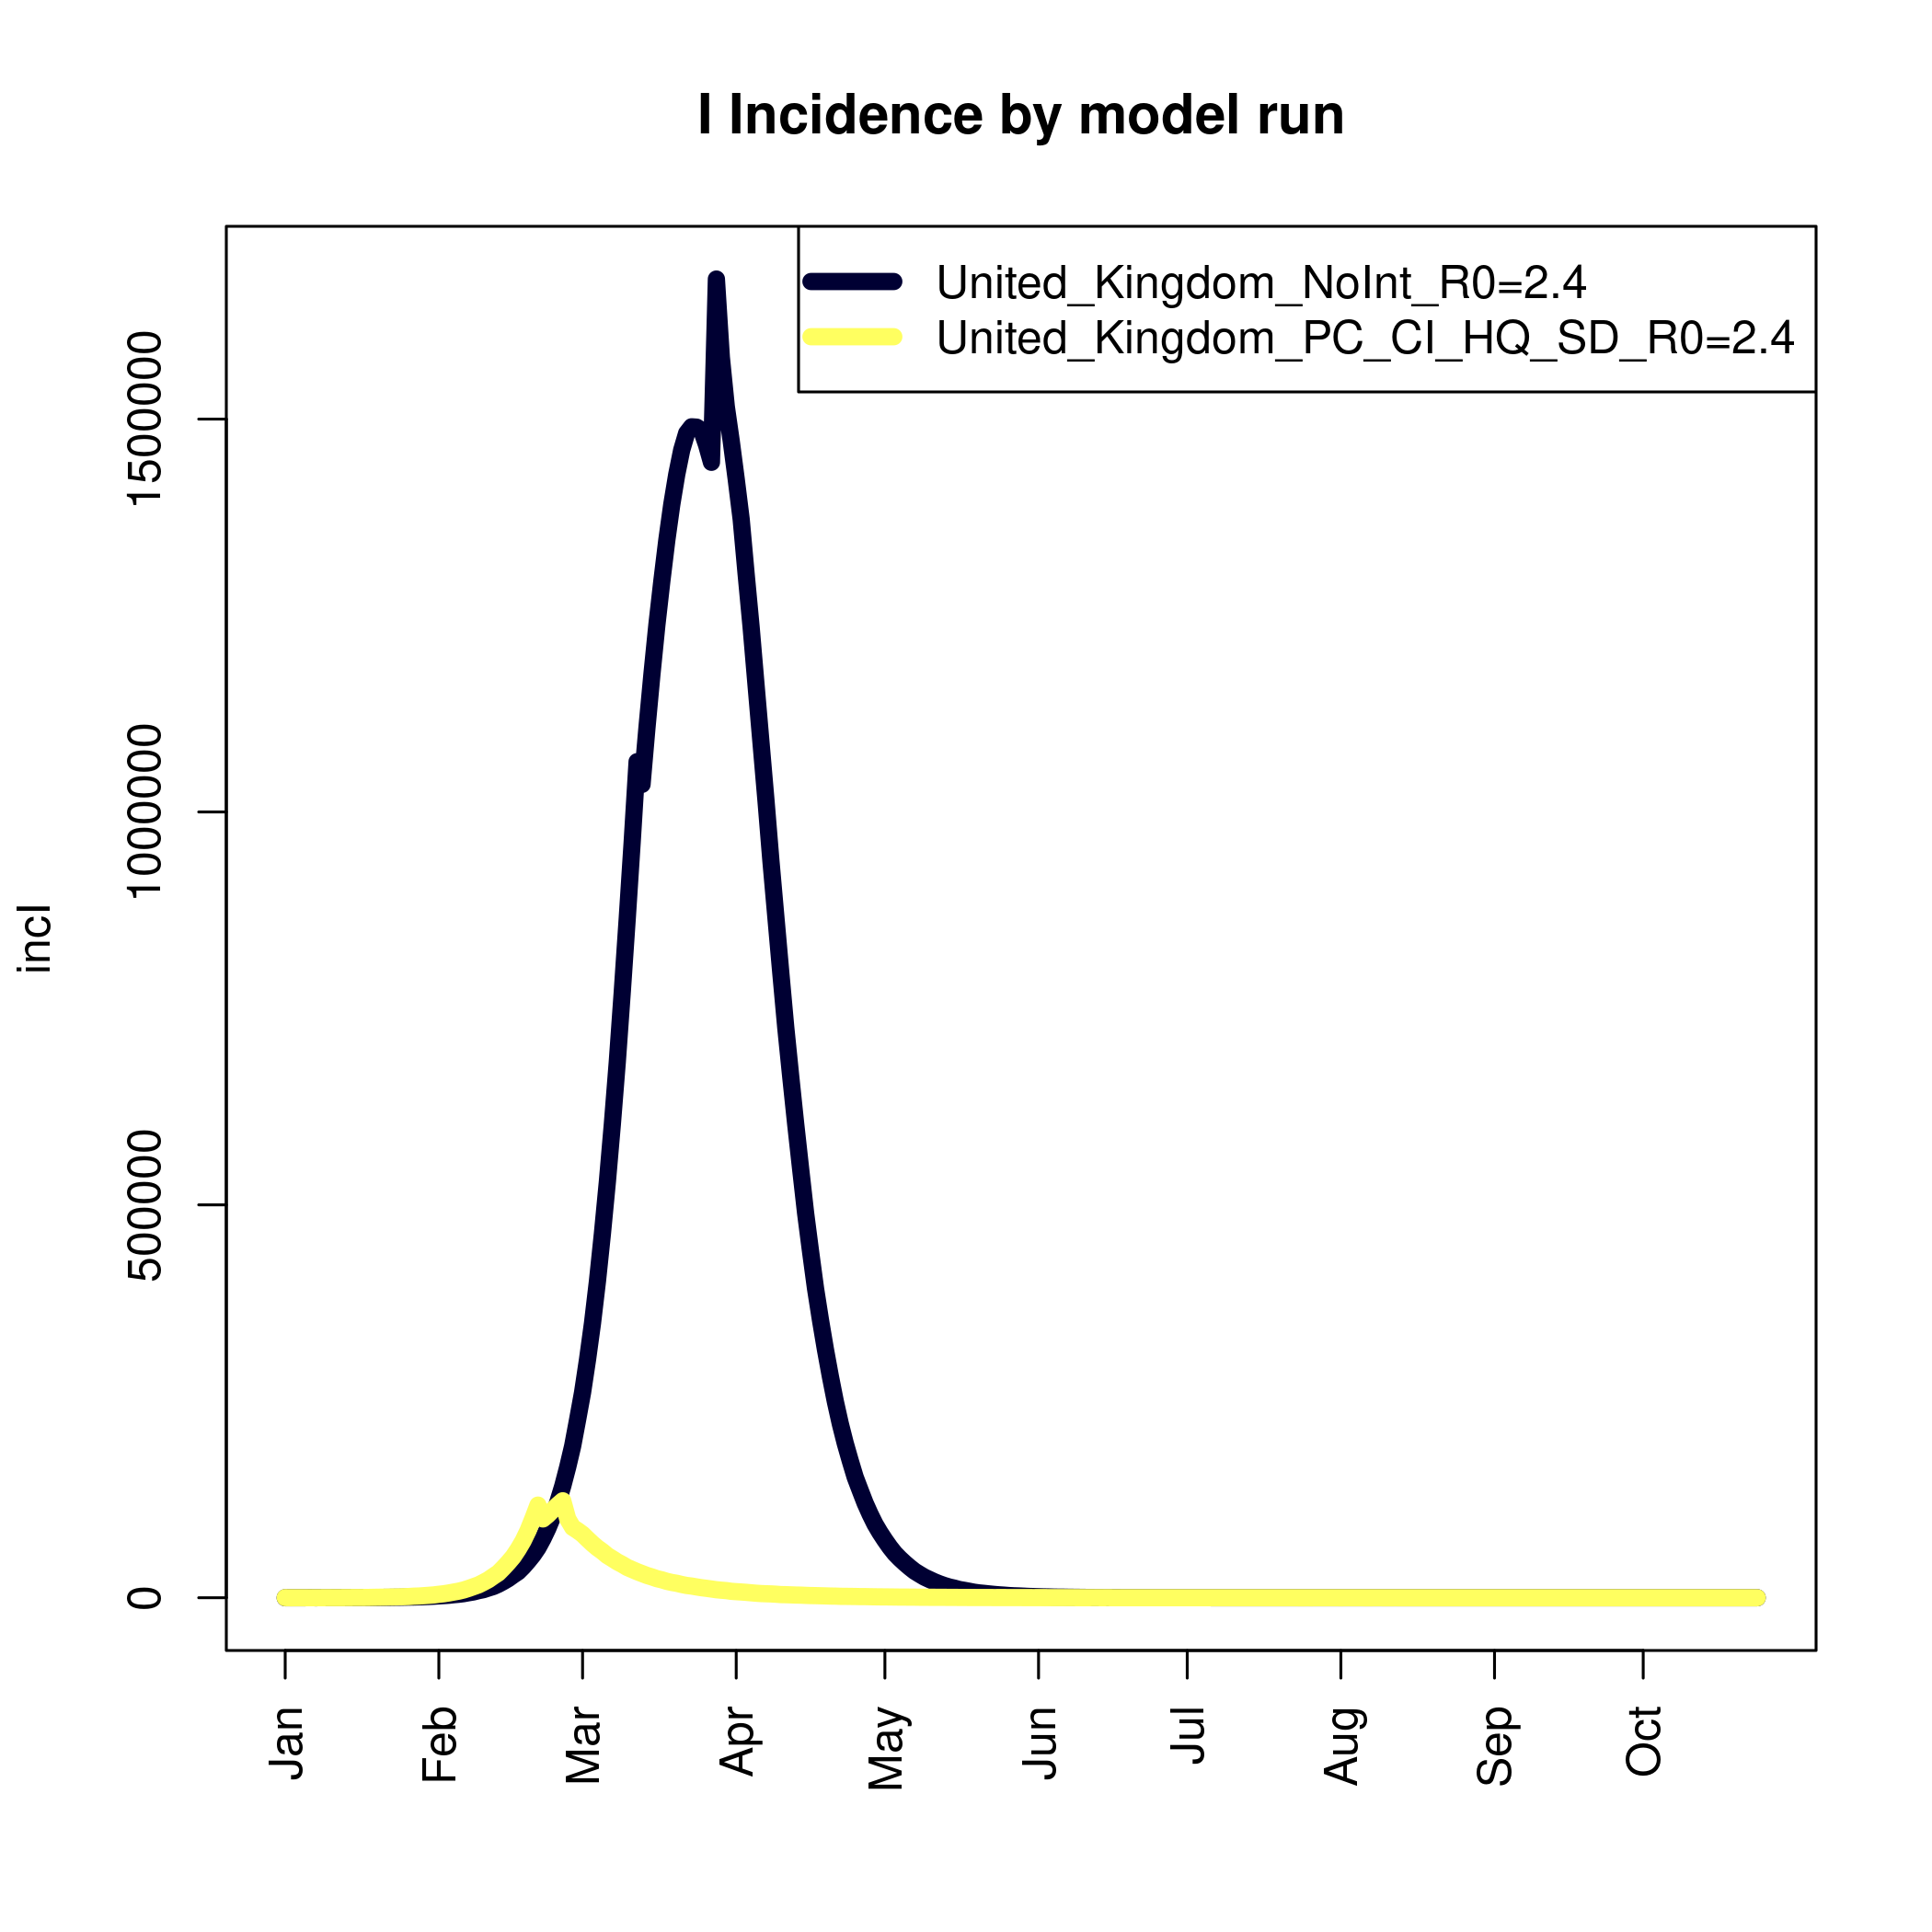 I Incidence by model run
United_Kingdom_NoInt_R0=2.4
United_Kingdom_PC_CI_HQ_SD_R0=2.4
incI
1500000
1000000
500000
0
Jan
Feb
Mar
Apr
May
Jun
Jul
Aug
Sep
Oct